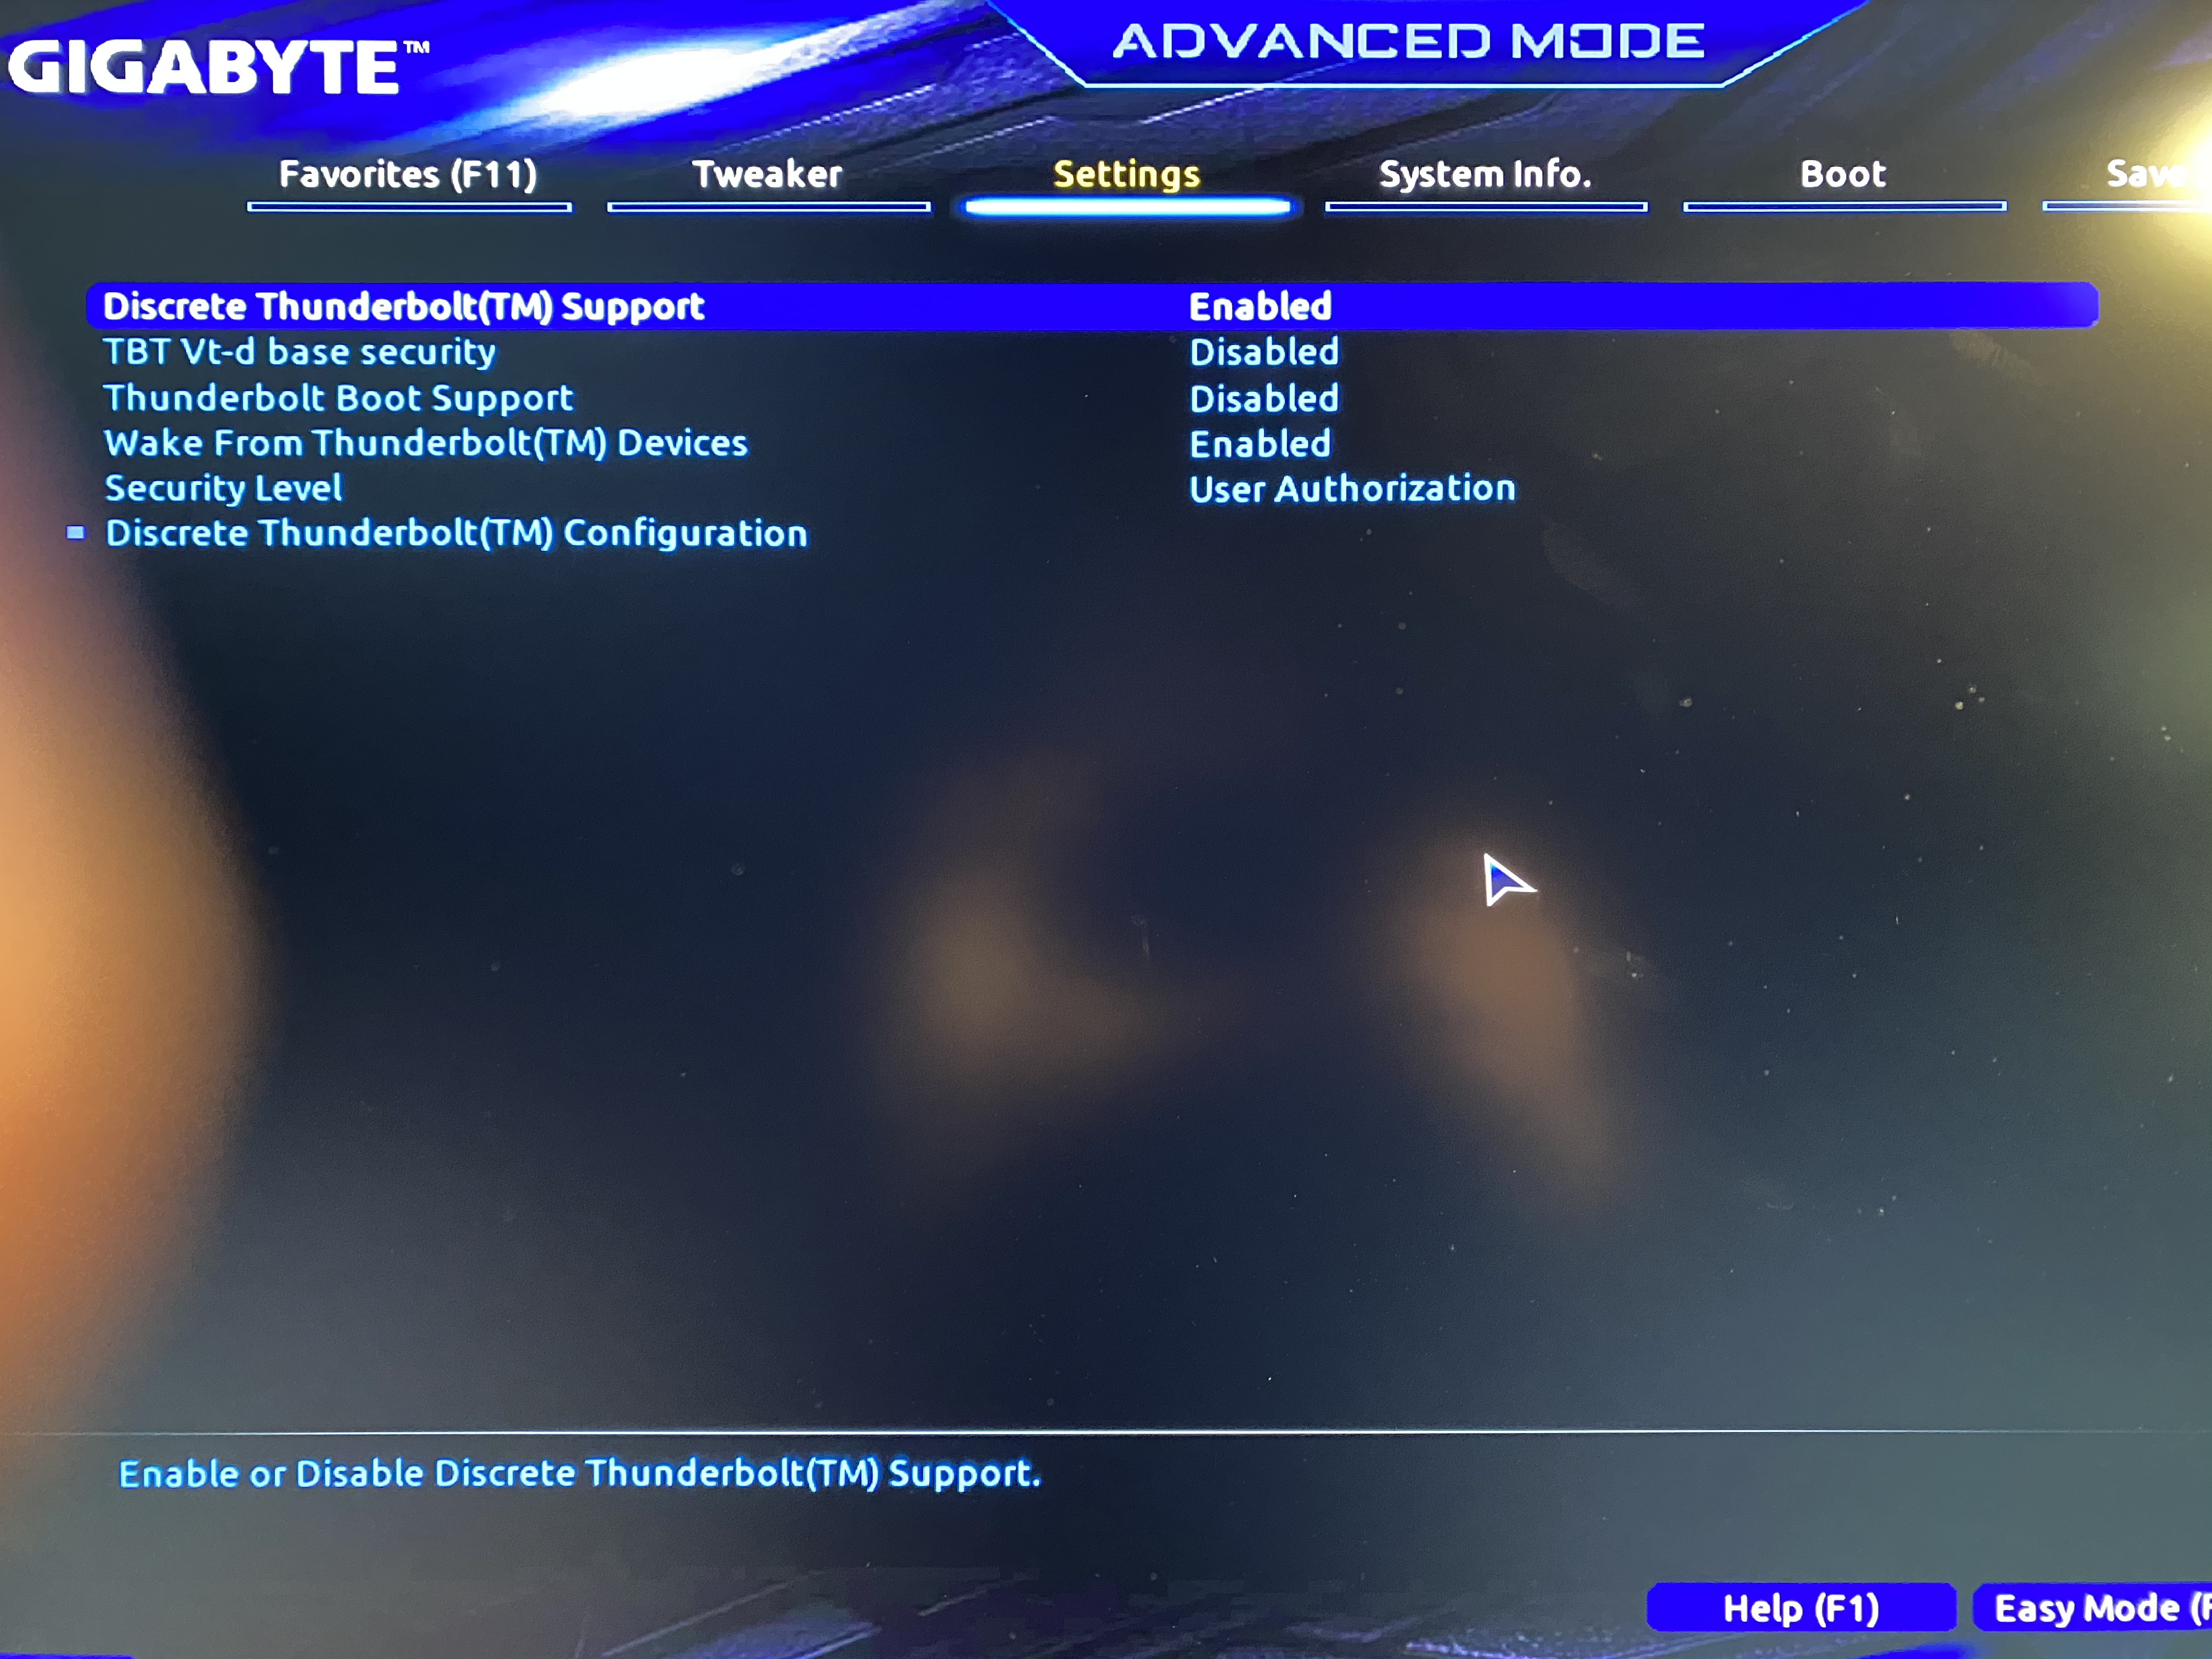 GIGABYTE™
ADVANCED MODE
Favorites (F11) Tweaker Settings System Info. Boot Save
Discrete Thunderbolt(TM) Support Enabled
TBT Vt-d base security Disabled
Thunderbolt Boot Support Disabled
Wake From Thunderbolt(TM) Devices Enabled
Security Level User Authorization
Discrete Thunderbolt(TM) Configuration
Enable or Disable Discrete Thunderbolt(TM) Support.
Help (F1) Easy Mode (F